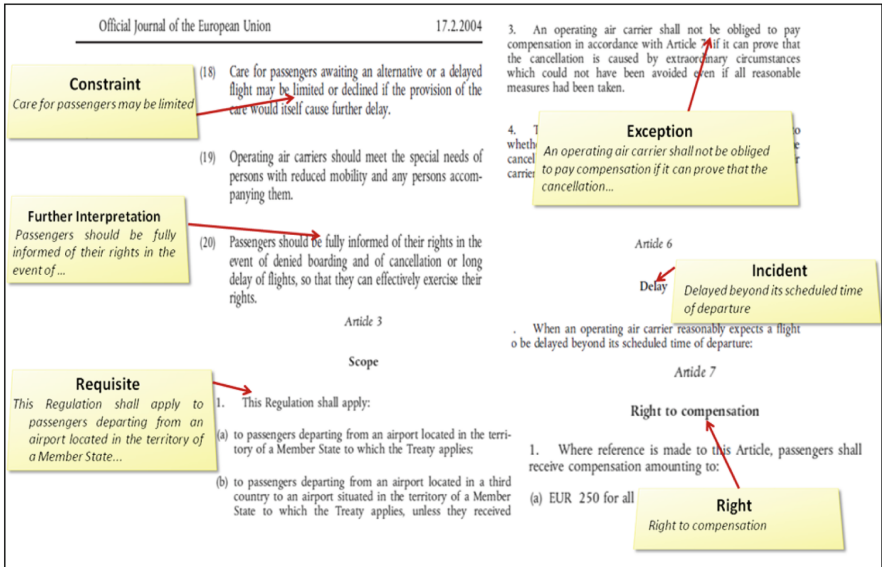 Official Journal of the European Union 17.2.2004
(18) Care for passengers awaiting an alternative or a delayed
flight may be limited or declined if the provision of the
care would itself cause further delay.
Constraint
Care for passengers may be limited
(19) Operating air carriers should meet the special needs of
persons with reduced mobility and any persons accom-
panying them.
Further Interpretation
Passengers should be fully
informed of their rights in the
event of ...
(20) Passengers should be fully informed of their rights in the
event of denied boarding and of cancellation or long
delay of flights, so that they can effectively exercise their
rights.
Article 3
Scope
Requisite
This Regulation shall apply to
passengers departing from an
airport located in the territory of
a Member State...
1. This Regulation shall apply:
(a) to passengers departing from an airport located in the terri-
tory of a Member State to which the Treaty applies;
(b) to passengers departing from an airport located in a third
country to an airport situated in the territory of a Member
State to which the Treaty applies, unless they received
3. An operating air carrier shall not be obliged to pay
compensation in accordance with Article 7, if it can prove that
the cancellation is caused by extraordinary circumstances
which could not have been avoided even if all reasonable
measures had been taken.
4.
Exception
An operating air carrier shall not be obliged
to pay compensation if it can prove that the
cancellation...
Article 6
Delay
Incident
Delayed beyond its scheduled time
of departure
. When an operating air carrier reasonably expects a flight
o be delayed beyond its scheduled time of departure:
Article 7
Right to compensation
1. Where reference is made to this Article, passengers shall
receive compensation amounting to:
(a) EUR 250 for all
Right
Right to compensation